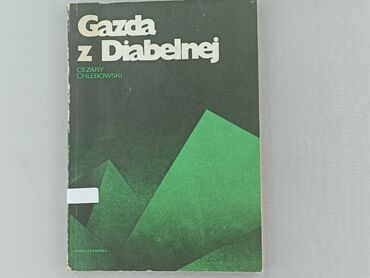 Gazda
z Diabelnej
CEZARY
CHLEBOWSKI